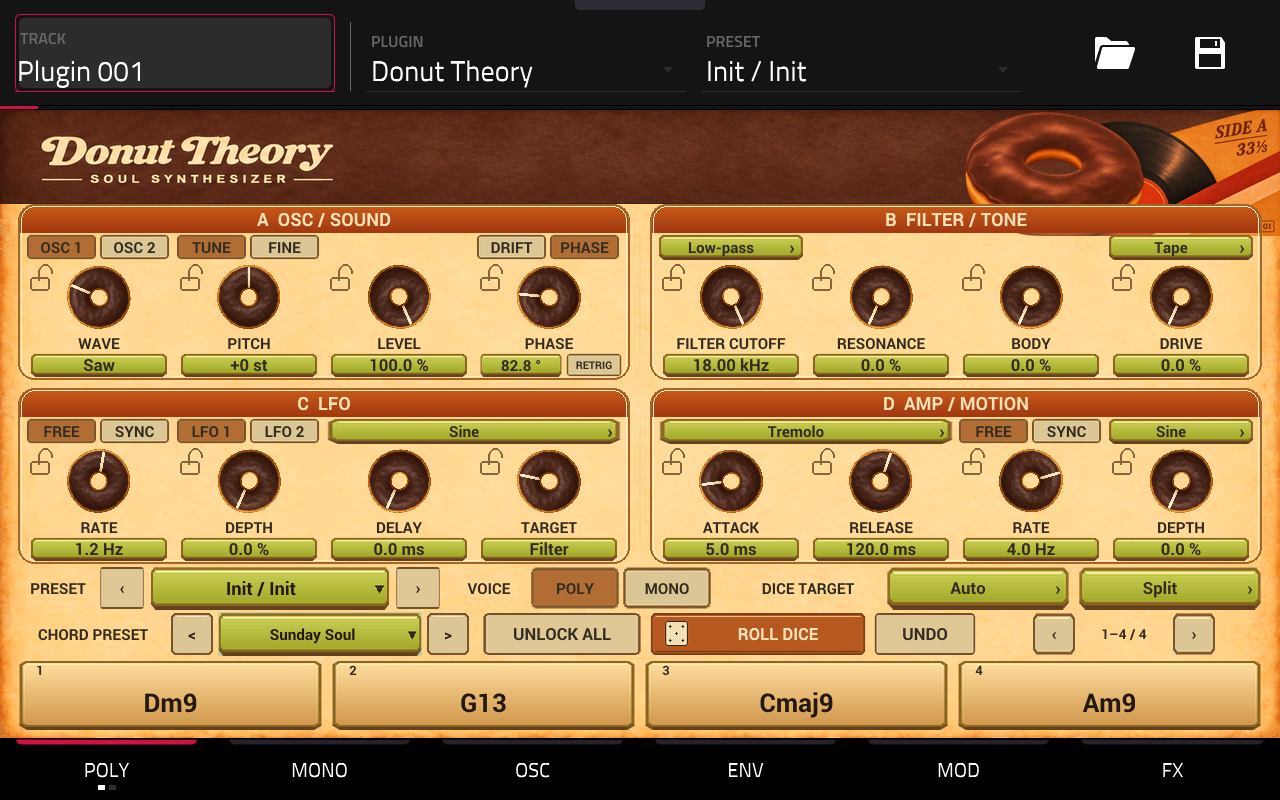 TRACK
Plugin 001
PLUGIN
Donut Theory
PRESET
Init / Init
Donut Theory
SOUL SYNTHESIZER
SIDE A
33⅓
01
A OSC / SOUND
OSC 1 OSC 2 TUNE FINE DRIFT PHASE
WAVE PITCH LEVEL PHASE
Saw +0 st 100.0 % 82.8 ° RETRIG
B FILTER / TONE
Low-pass › Tape ›
FILTER CUTOFF RESONANCE BODY DRIVE
18.00 kHz 0.0 % 0.0 % 0.0 %
C LFO
FREE SYNC LFO 1 LFO 2 Sine ›
RATE DEPTH DELAY TARGET
1.2 Hz 0.0 % 0.0 ms Filter
D AMP / MOTION
Tremolo › FREE SYNC Sine ›
ATTACK RELEASE RATE DEPTH
5.0 ms 120.0 ms 4.0 Hz 0.0 %
PRESET ‹ Init / Init ▾ › VOICE POLY MONO DICE TARGET Auto › Split ›
CHORD PRESET < Sunday Soul ▾ > UNLOCK ALL ROLL DICE UNDO ‹ 1–4 / 4 ›
1 Dm9
2 G13
3 Cmaj9
4 Am9
POLY MONO OSC ENV MOD FX